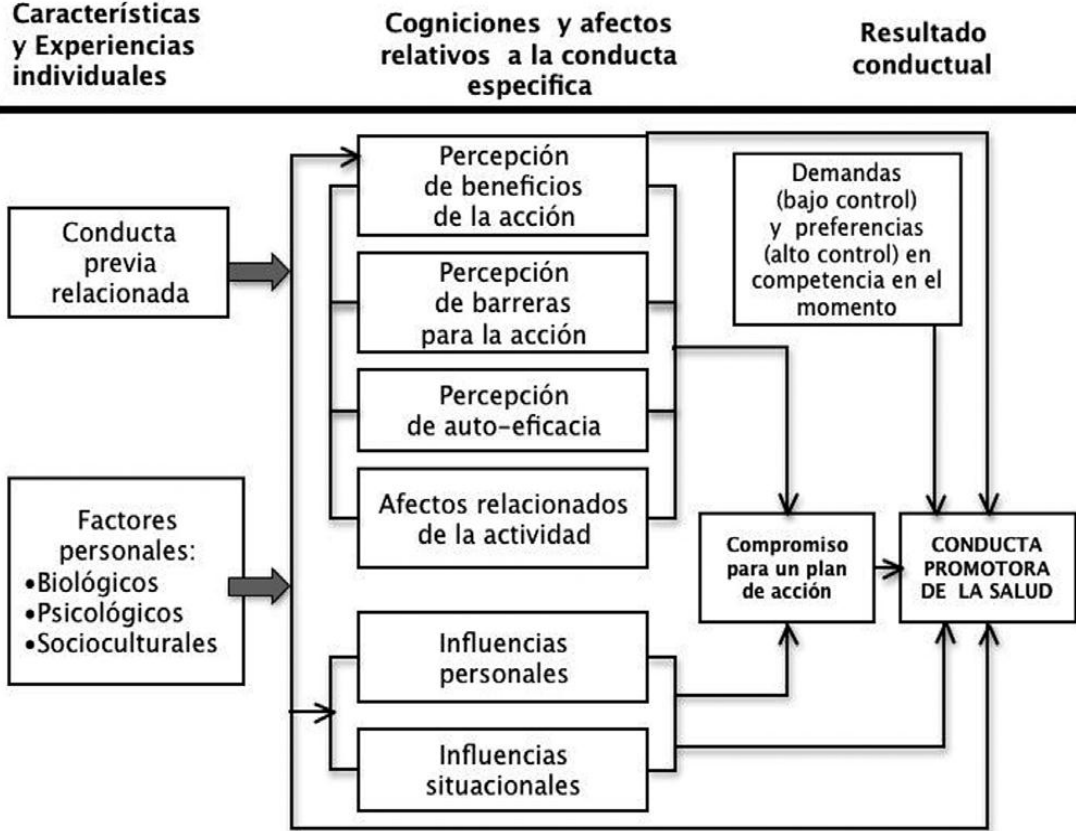 Características
y Experiencias
individuales
Cogniciones y afectos
relativos a la conducta
especifica
Resultado
conductual
Conducta
previa
relacionada
Factores
personales:
•Biológicos
•Psicológicos
•Socioculturales
Percepción
de beneficios
de la acción
Percepción
de barreras
para la acción
Percepción
de auto-eficacia
Afectos relacionados
de la actividad
Influencias
personales
Influencias
situacionales
Demandas
(bajo control)
y preferencias
(alto control) en
competencia en el
momento
Compromiso
para un plan
de acción
CONDUCTA
PROMOTORA
DE LA SALUD